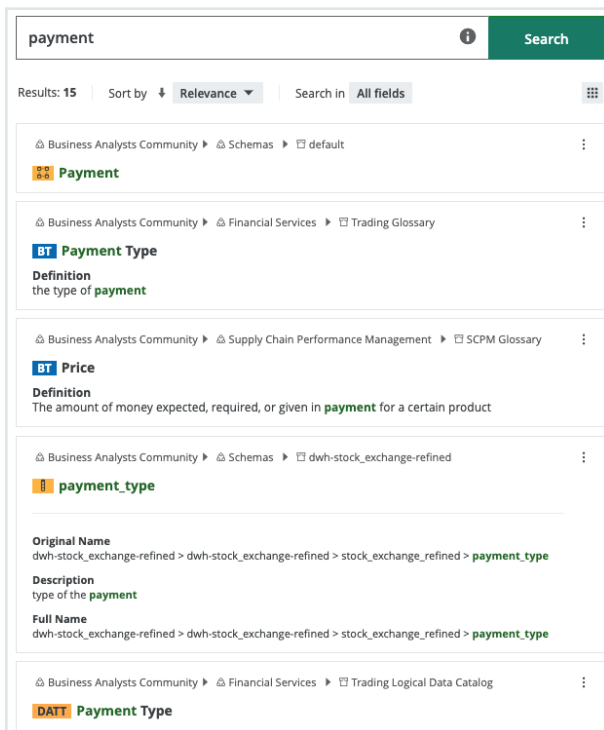 payment
Search
Results: 15 Sort by Relevance Search in All fields
Business Analysts Community Schemas default
Payment
Business Analysts Community Financial Services Trading Glossary
BT Payment Type
Definition
the type of payment
Business Analysts Community Supply Chain Performance Management SCPM Glossary
BT Price
Definition
The amount of money expected, required, or given in payment for a certain product
Business Analysts Community Schemas dwh-stock_exchange-refined
payment_type
Original Name
dwh-stock_exchange-refined > dwh-stock_exchange-refined > stock_exchange_refined > payment_type
Description
type of the payment
Full Name
dwh-stock_exchange-refined > dwh-stock_exchange-refined > stock_exchange_refined > payment_type
Business Analysts Community Financial Services Trading Logical Data Catalog
DATT Payment Type